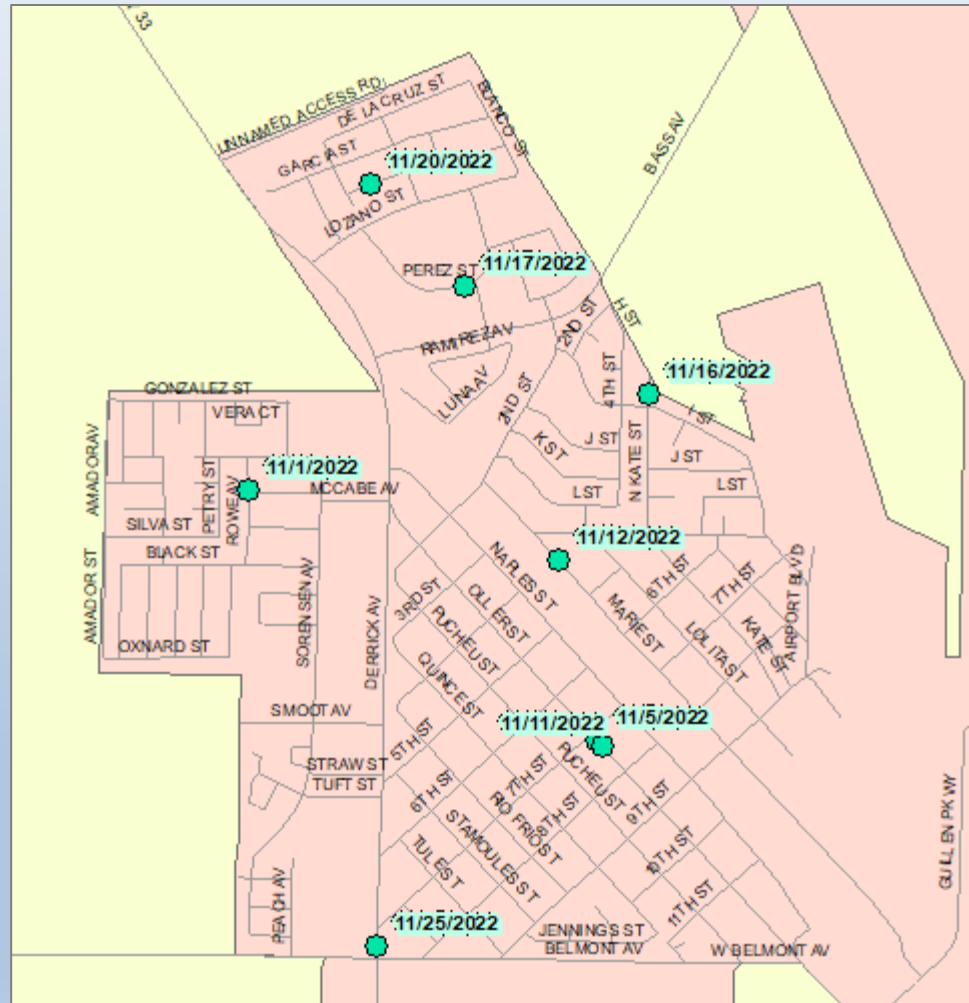 33
UNNAMED ACCESS RD
DE LA CRUZ ST
BLANCO ST
GARCIA ST
11/20/2022
BASS AV
LOZANO ST
PEREZ ST
11/17/2022
H ST
2ND ST
RAMIREZ AV
11/16/2022
4TH ST
LUNA AV
GONZALEZ ST
VERA CT
2ND ST
I ST
K ST
J ST
J ST
N KATE ST
AMADOR AV
11/1/2022
PETRY ST
ROWE AV
MCCABE AV
L ST
L ST
SILVA ST
BLACK ST
11/12/2022
NAPLES ST
6TH ST
7TH ST
AIRPORT BLVD
AMADOR ST
SORENSEN AV
DERRICK AV
3RD ST
OLLER ST
MARIE ST
PUCHEU ST
LOLITA ST
KATE ST
OXNARD ST
QUINCE ST
SMOOT AV
11/11/2022
11/5/2022
5TH ST
STRAW ST
TUFT ST
7TH ST
PUCHEU ST
6TH ST
RIO FRIO ST
8TH ST
9TH ST
STAMOULES ST
TULE ST
10TH ST
GUILLEN PKWY
PEACH AV
11TH ST
11/25/2022
JENNINGS ST
BELMONT AV
W BELMONT AV